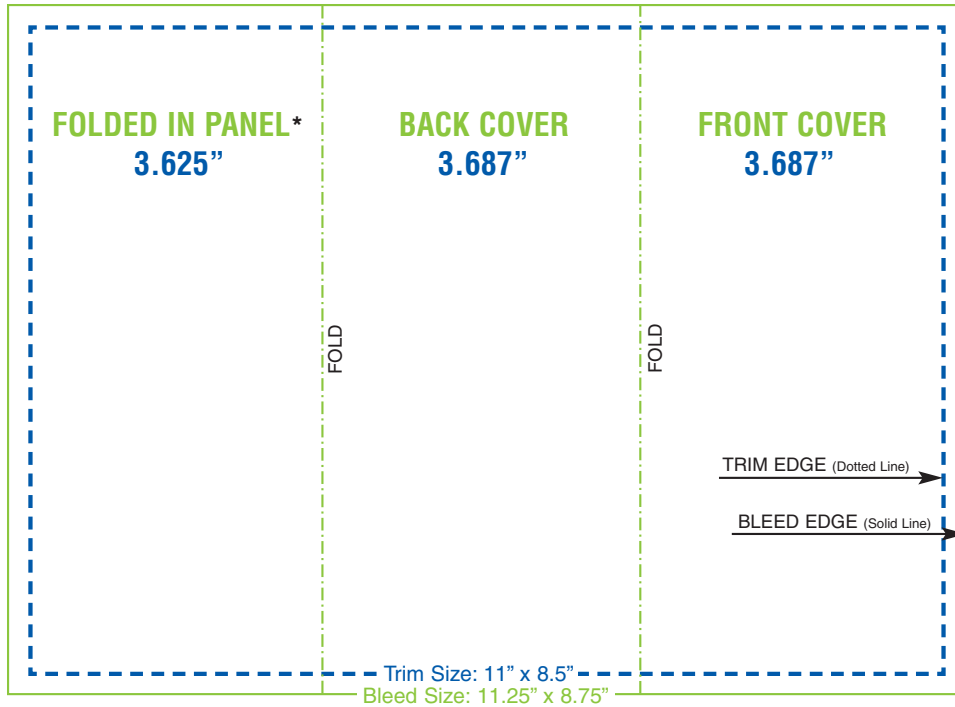 FOLDED IN PANEL*
3.625”
BACK COVER
3.687”
FRONT COVER
3.687”
FOLD
FOLD
TRIM EDGE (Dotted Line)
BLEED EDGE (Solid Line)
Trim Size: 11” x 8.5”
Bleed Size: 11.25” x 8.75”